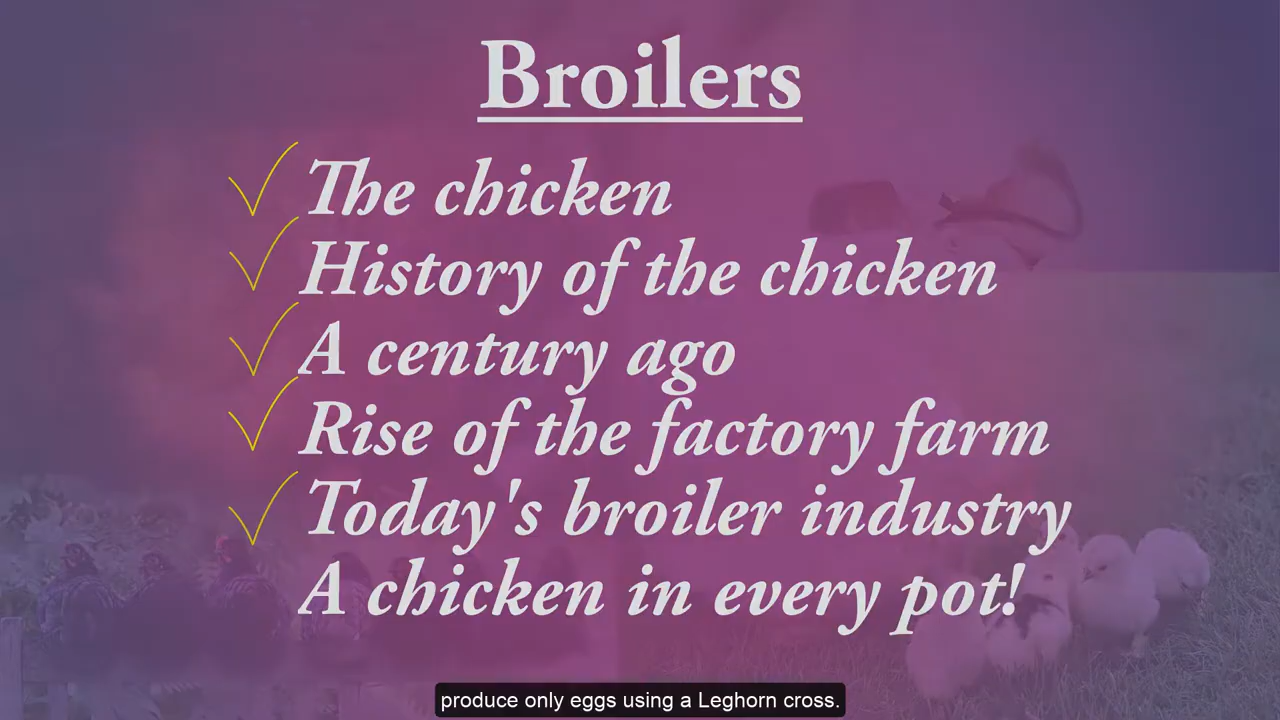 Broilers
The chicken
History of the chicken
A century ago
Rise of the factory farm
Today's broiler industry
A chicken in every pot!
produce only eggs using a Leghorn cross.